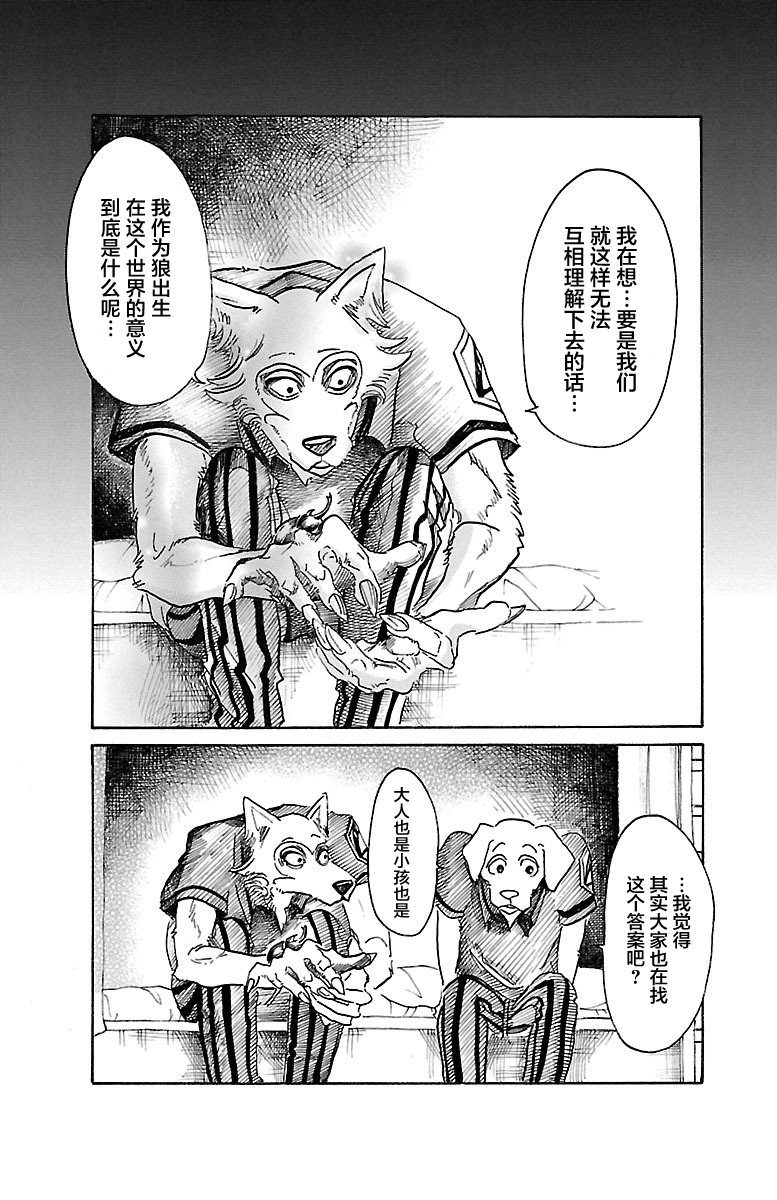 我在想…要是我们
就这样无法
互相理解下去的话…
我作为狼出生
在这个世界的意义
到底是什么呢…
…我觉得
其实大家也在找
这个答案吧？
大人也是小孩也是